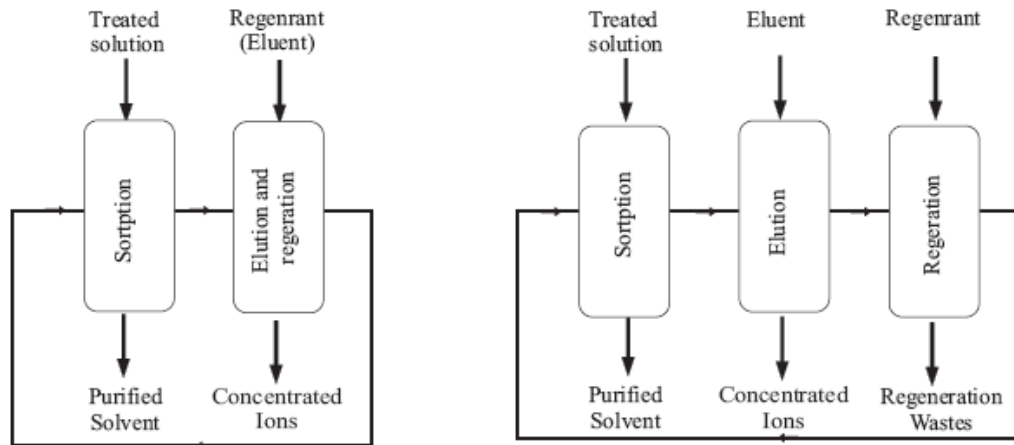 Treated
solution
Regenrant
(Eluent)
Sortption
Elution and
regeration
Purified
Solvent
Concentrated
Ions
Treated
solution
Eluent
Regenrant
Sortption
Elution
Regeration
Purified
Solvent
Concentrated
Ions
Regeneration
Wastes